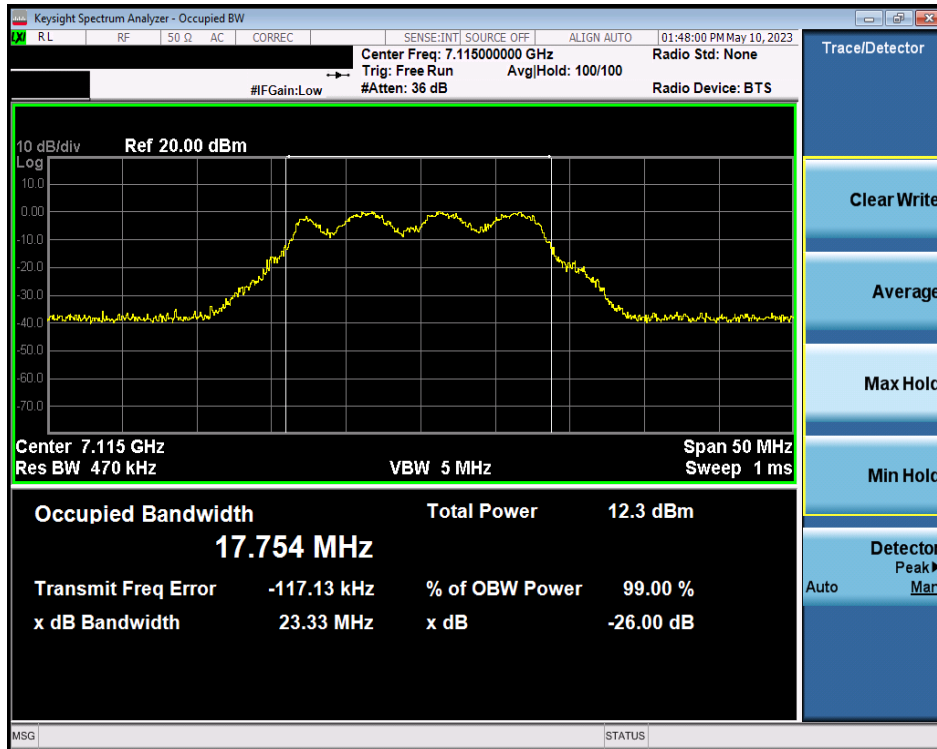 Keysight Spectrum Analyzer - Occupied BW
LXI RL RF 50 Ω AC CORREC SENSE:INT SOURCE OFF ALIGN AUTO 01:48:00 PM May 10, 2023
Center Freq: 7.115000000 GHz Radio Std: None
Trig: Free Run Avg|Hold: 100/100
#IFGain:Low #Atten: 36 dB Radio Device: BTS
Trace/Detector
10 dB/div Ref 20.00 dBm
Log
10.0
0.00
-10.0
-20.0
-30.0
-40.0
-50.0
-60.0
-70.0
Clear Write
Average
Max Hold
Min Hold
Center 7.115 GHz Span 50 MHz
Res BW 470 kHz VBW 5 MHz Sweep 1 ms
Occupied Bandwidth Total Power 12.3 dBm
17.754 MHz
Transmit Freq Error -117.13 kHz % of OBW Power 99.00 %
x dB Bandwidth 23.33 MHz x dB -26.00 dB
Detector
Peak
Auto Man
MSG STATUS